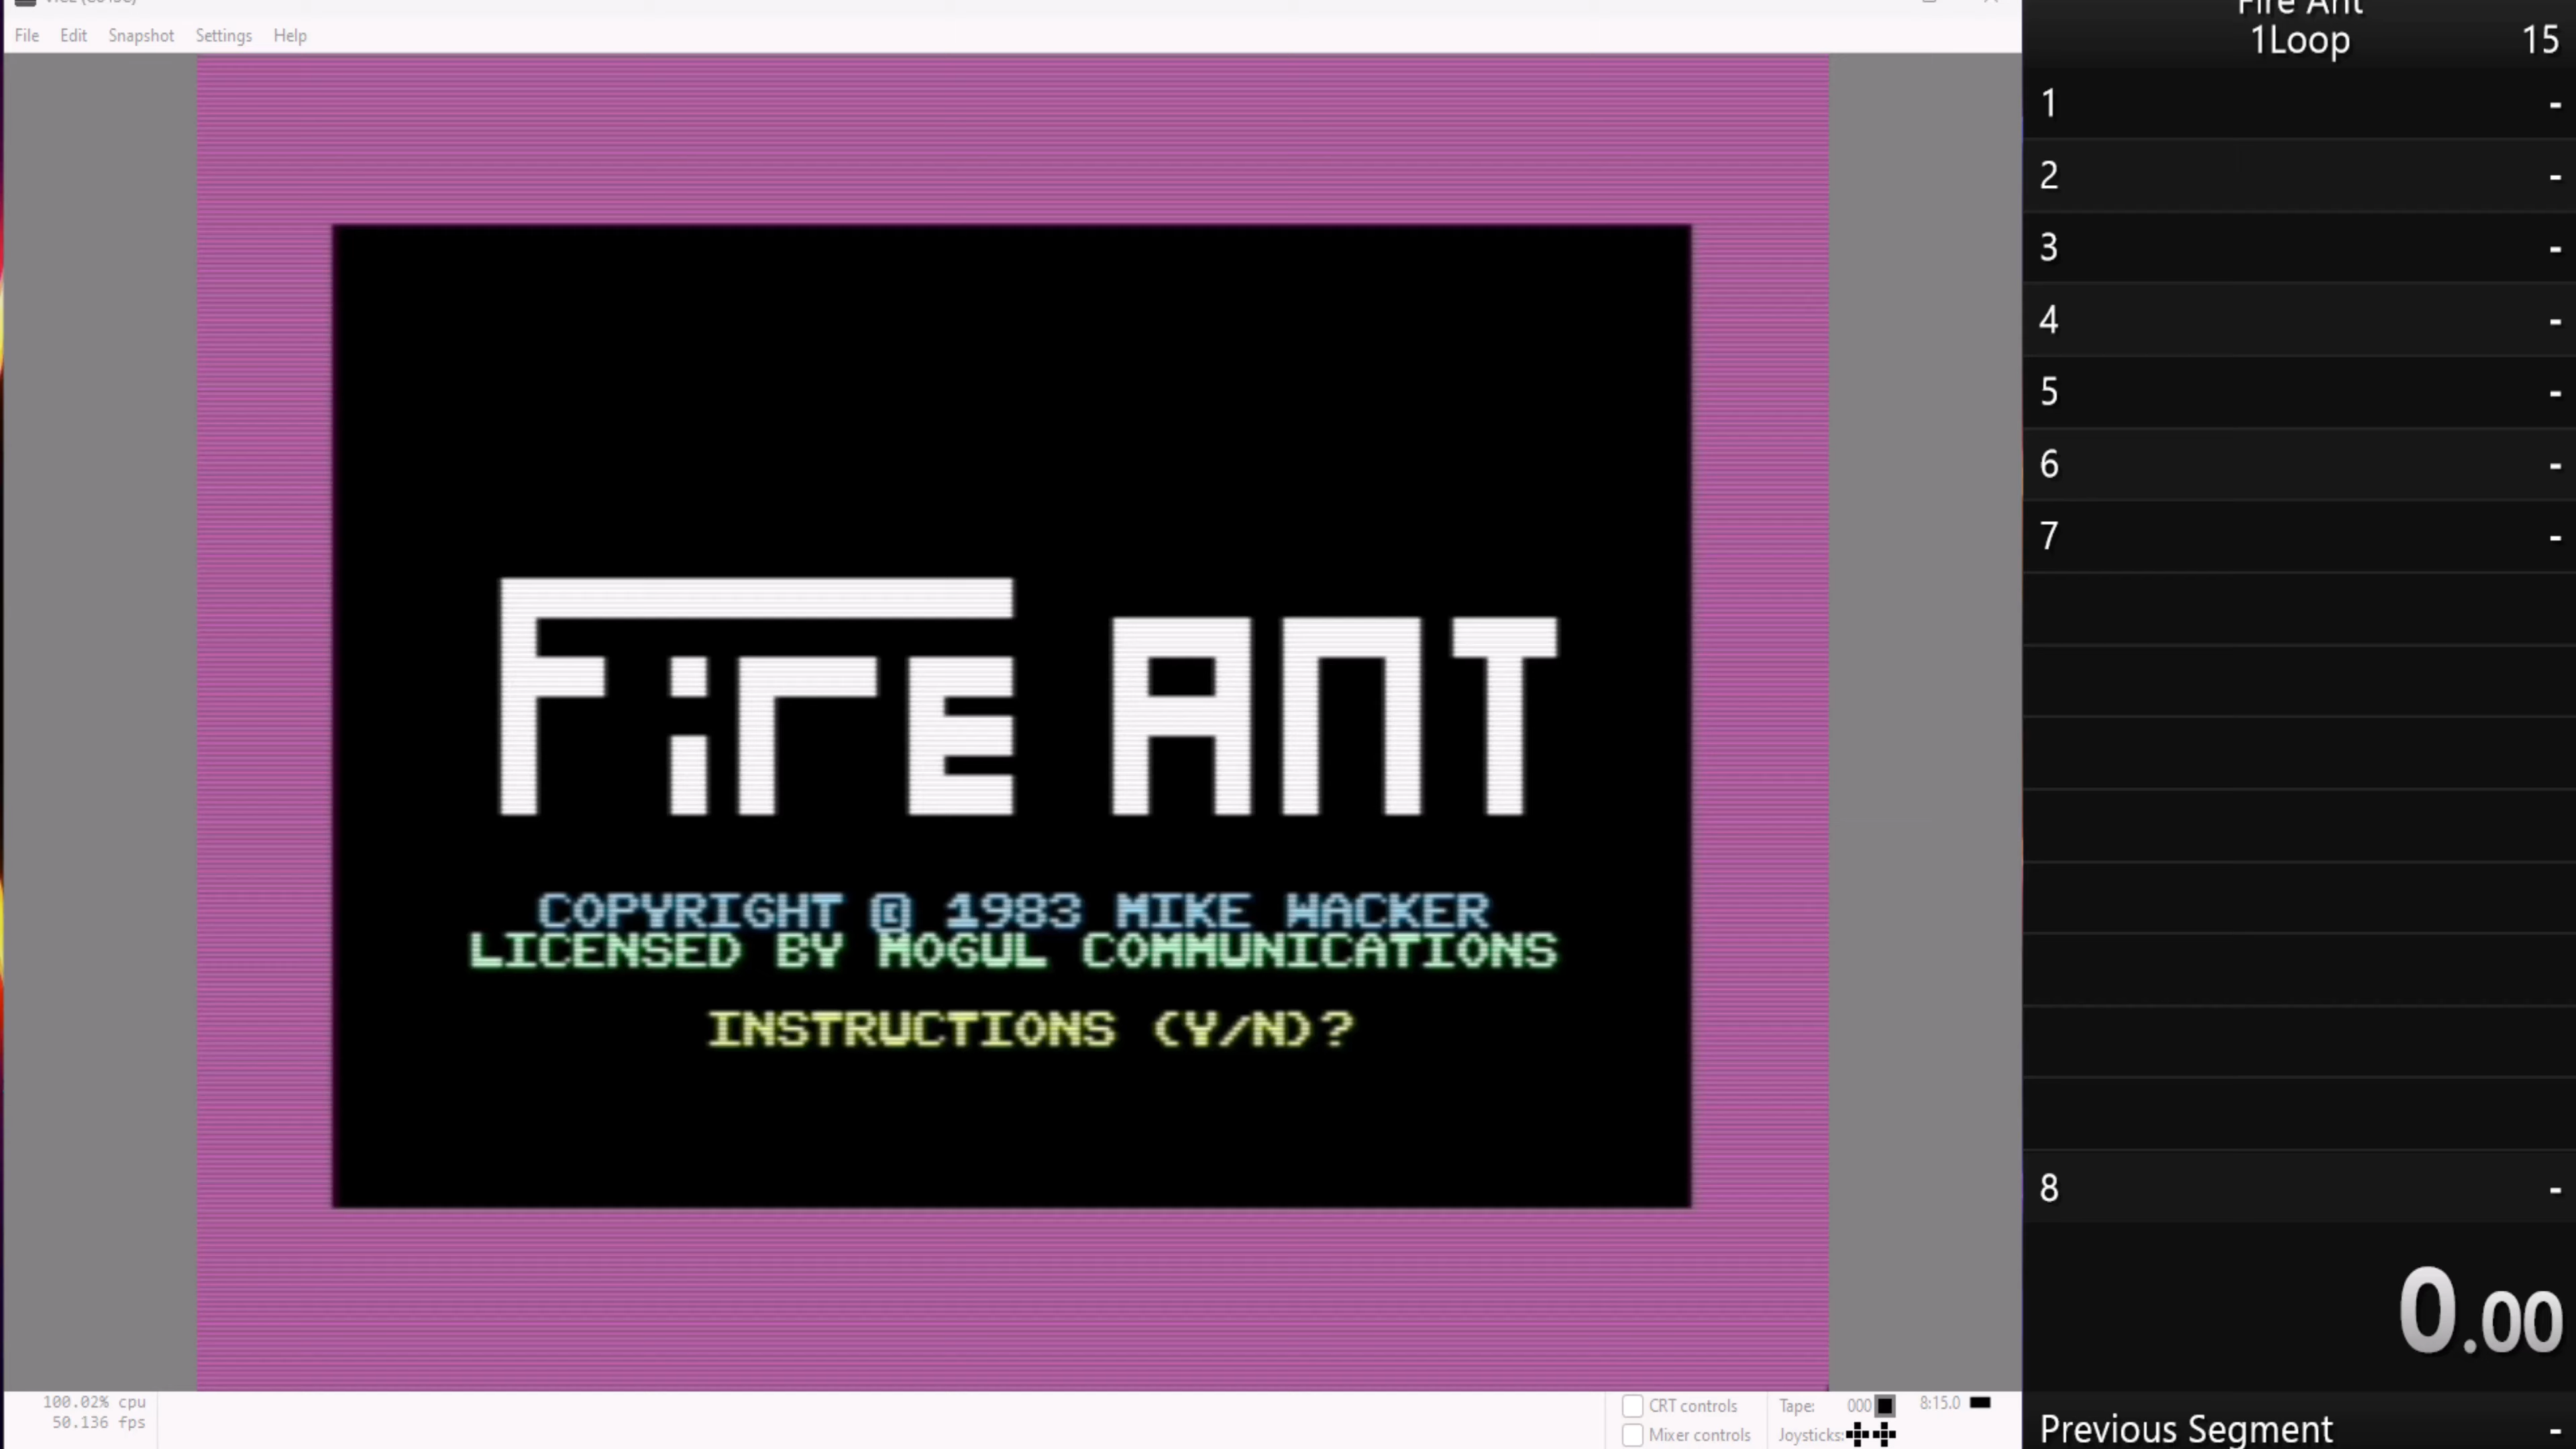 File Edit Snapshot Settings Help
Fire Ant
1Loop 15
1 -
2 -
3 -
4 -
5 -
6 -
7 -
8 -
0.00
Previous Segment -
FirE ANT
COPYRIGHT @ 1983 MIKE WACKER
LICENSED BY MOGUL COMMUNICATIONS
INSTRUCTIONS (Y/N)?
100.02% cpu
50.136 fps
CRT controls
Mixer controls
Tape: 000
Joysticks:
8:15.0